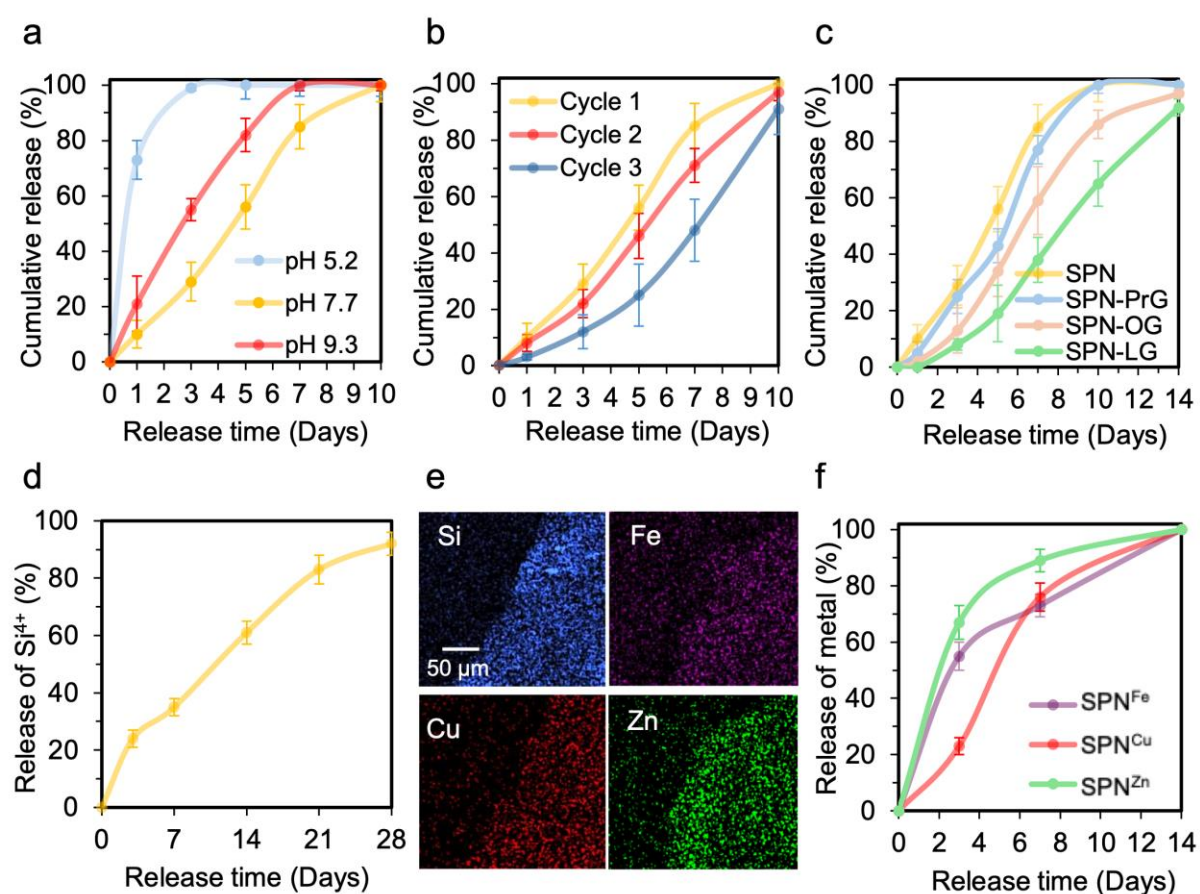 a
Cumulative release (%)
100
80
60
40
20
0
pH 5.2
pH 7.7
pH 9.3
0 1 2 3 4 5 6 7 8 9 10
Release time (Days)
b
Cumulative release (%)
100
80
60
40
20
0
Cycle 1
Cycle 2
Cycle 3
0 1 2 3 4 5 6 7 8 9 10
Release time (Days)
c
Cumulative release (%)
100
80
60
40
20
0
SPN
SPN-PrG
SPN-OG
SPN-LG
0 2 4 6 8 10 12 14
Release time (Days)
d
Release of Si⁴⁺ (%)
100
80
60
40
20
0
0 7 14 21 28
Release time (Days)
e
Si
50 µm
Fe
Cu
Zn
f
Release of metal (%)
100
80
60
40
20
0
SPNᶠᵉ
SPNᶜᵘ
SPNᶻⁿ
0 2 4 6 8 10 12 14
Release time (Days)